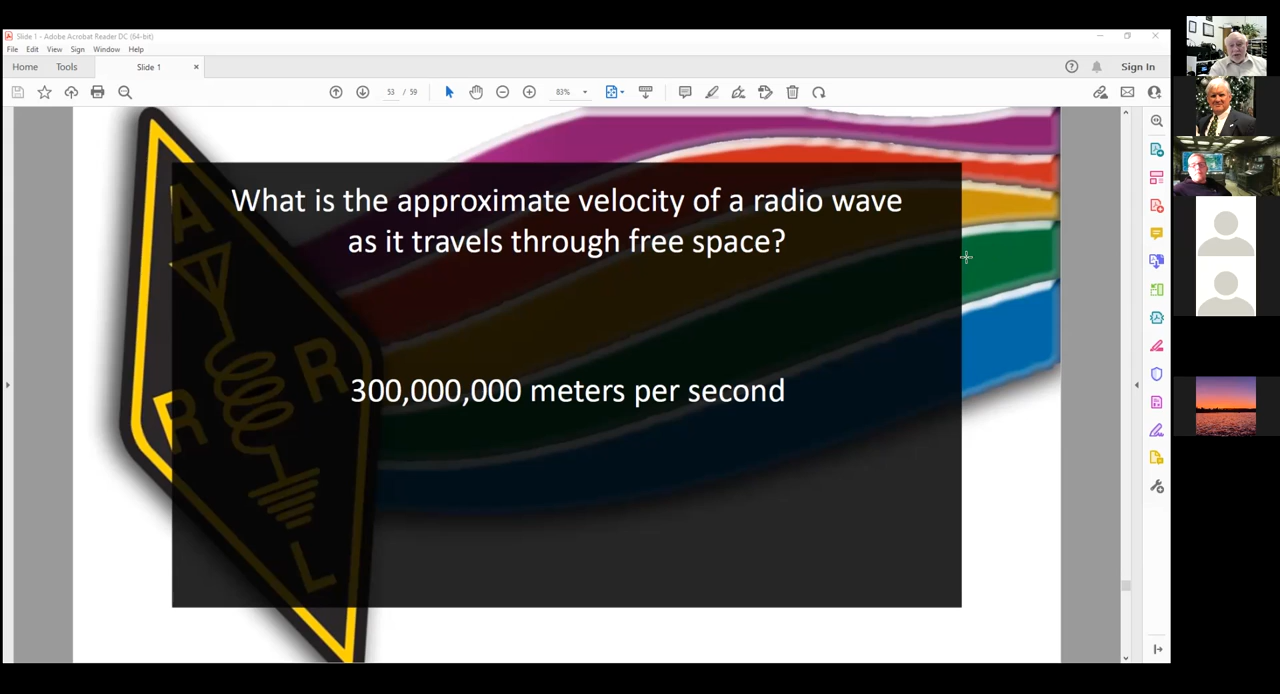 Slide 1 - Adobe Acrobat Reader DC (64-bit)
File Edit View Sign Window Help
Home Tools Slide 1 × Sign In
53 / 59 83%
What is the approximate velocity of a radio wave
as it travels through free space?
300,000,000 meters per second
A
R R
L